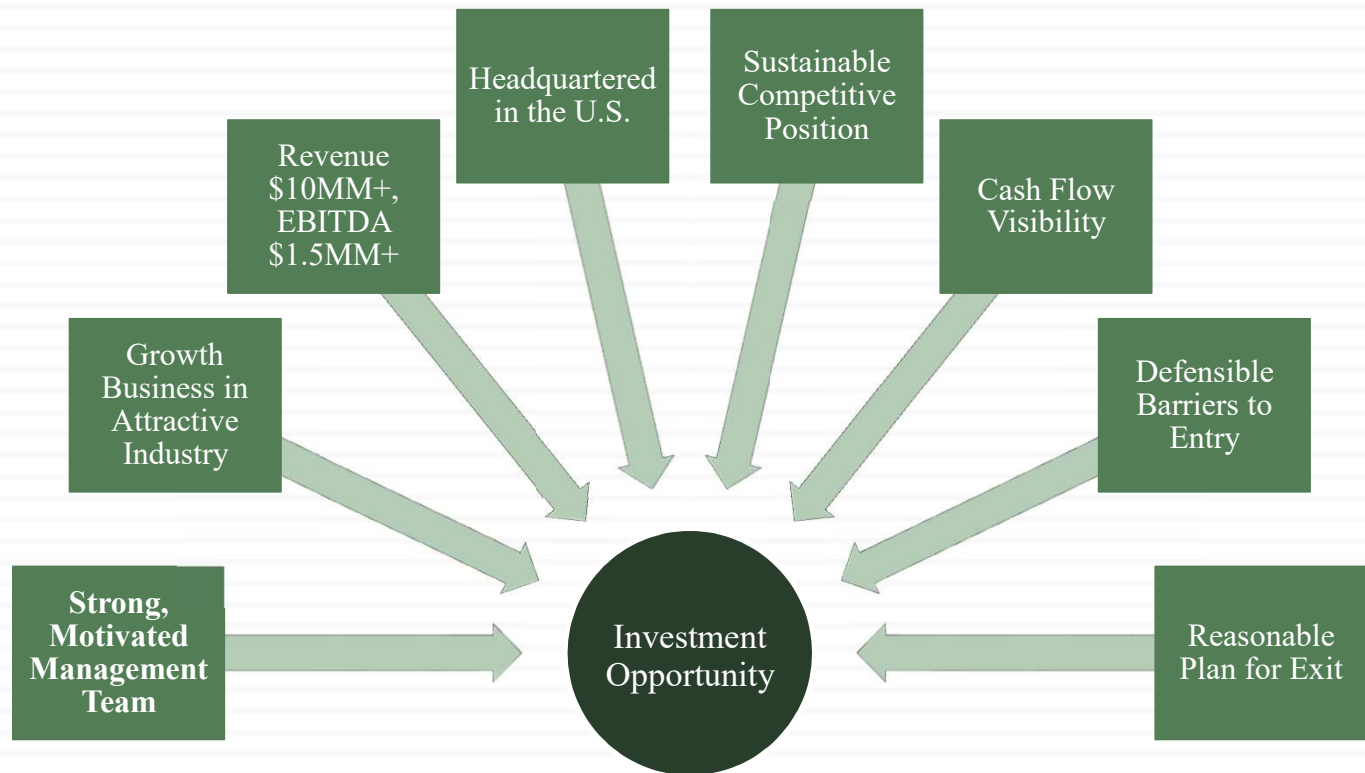 Headquartered
in the U.S.
Sustainable
Competitive
Position
Revenue
$10MM+,
EBITDA
$1.5MM+
Cash Flow
Visibility
Growth
Business in
Attractive
Industry
Defensible
Barriers to
Entry
Strong,
Motivated
Management
Team
Investment
Opportunity
Reasonable
Plan for Exit